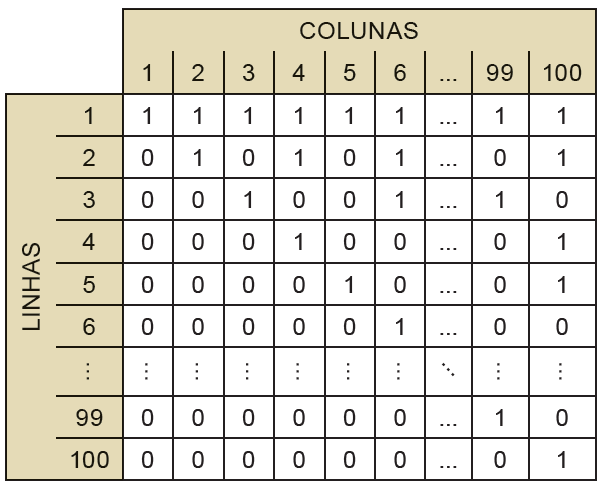 COLUNAS
1 2 3 4 5 6 ... 99 100
LINHAS
1 1 1 1 1 1 1 ... 1 1
2 0 1 0 1 0 1 ... 0 1
3 0 0 1 0 0 1 ... 1 0
4 0 0 0 1 0 0 ... 0 1
5 0 0 0 0 1 0 ... 0 1
6 0 0 0 0 0 1 ... 0 0
⋮ ⋮ ⋮ ⋮ ⋮ ⋮ ⋮ ⋱ ⋮ ⋮
99 0 0 0 0 0 0 ... 1 0
100 0 0 0 0 0 0 ... 0 1